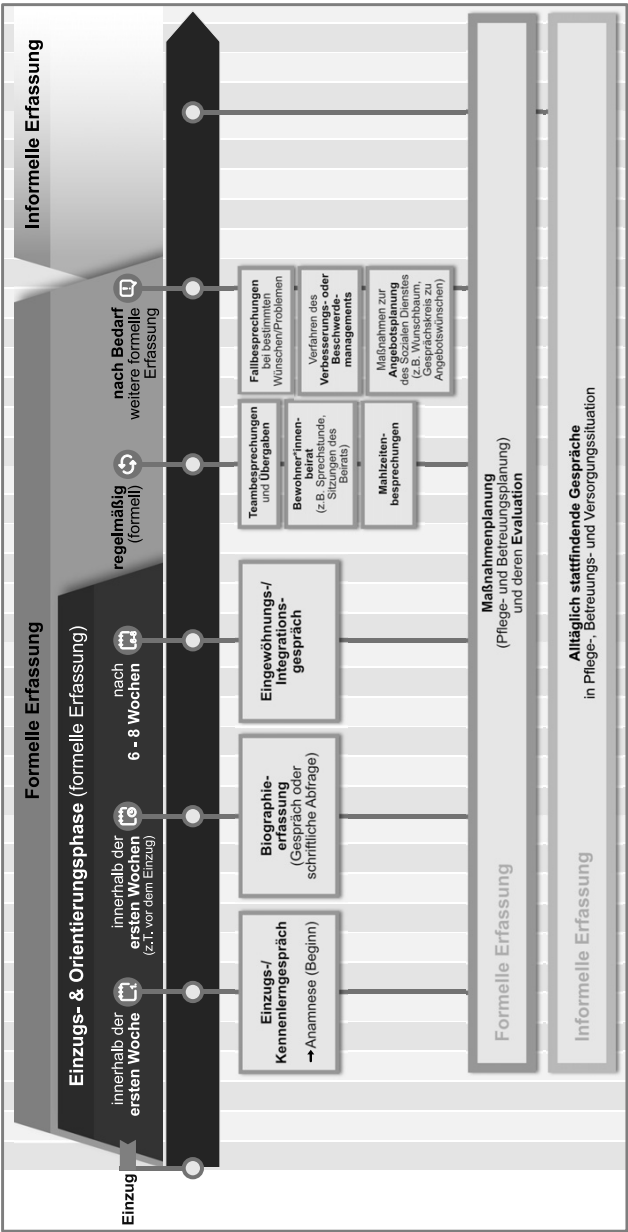 Formelle Erfassung
Informelle Erfassung
Einzugs- & Orientierungsphase (formelle Erfassung)
Einzug
innerhalb der
ersten Woche
innerhalb der
ersten Wochen
(z.T. vor dem Einzug)
nach
6 - 8 Wochen
regelmäßig
(formell)
nach Bedarf
weitere formelle
Erfassung
Einzugs-/
Kennenlerngespräch
→Anamnese (Beginn)
Biographie-
erfassung
(Gespräch oder
schriftliche Abfrage)
Eingewöhnungs-/
Integrations-
gespräch
Teambesprechungen
und Übergaben
Bewohner*innen-
beirat
(z.B. Sprechstunde,
Sitzungen des
Beirats)
Mahlzeiten-
besprechungen
Fallbesprechungen
bei bestimmten
Wünschen/Problemen
Verfahren des
Verbesserungs- oder
Beschwerde-
managements
Maßnahmen zur
Angebotsplanung
des Sozialen Dienstes
(z.B. Wunschbaum,
Gesprächskreis zu
Angebotswünschen)
Formelle Erfassung
Maßnahmenplanung
(Pflege- und Betreuungsplanung)
und deren Evaluation
Informelle Erfassung
Alltäglich stattfindende Gespräche
in Pflege-, Betreuungs- und Versorgungssituation